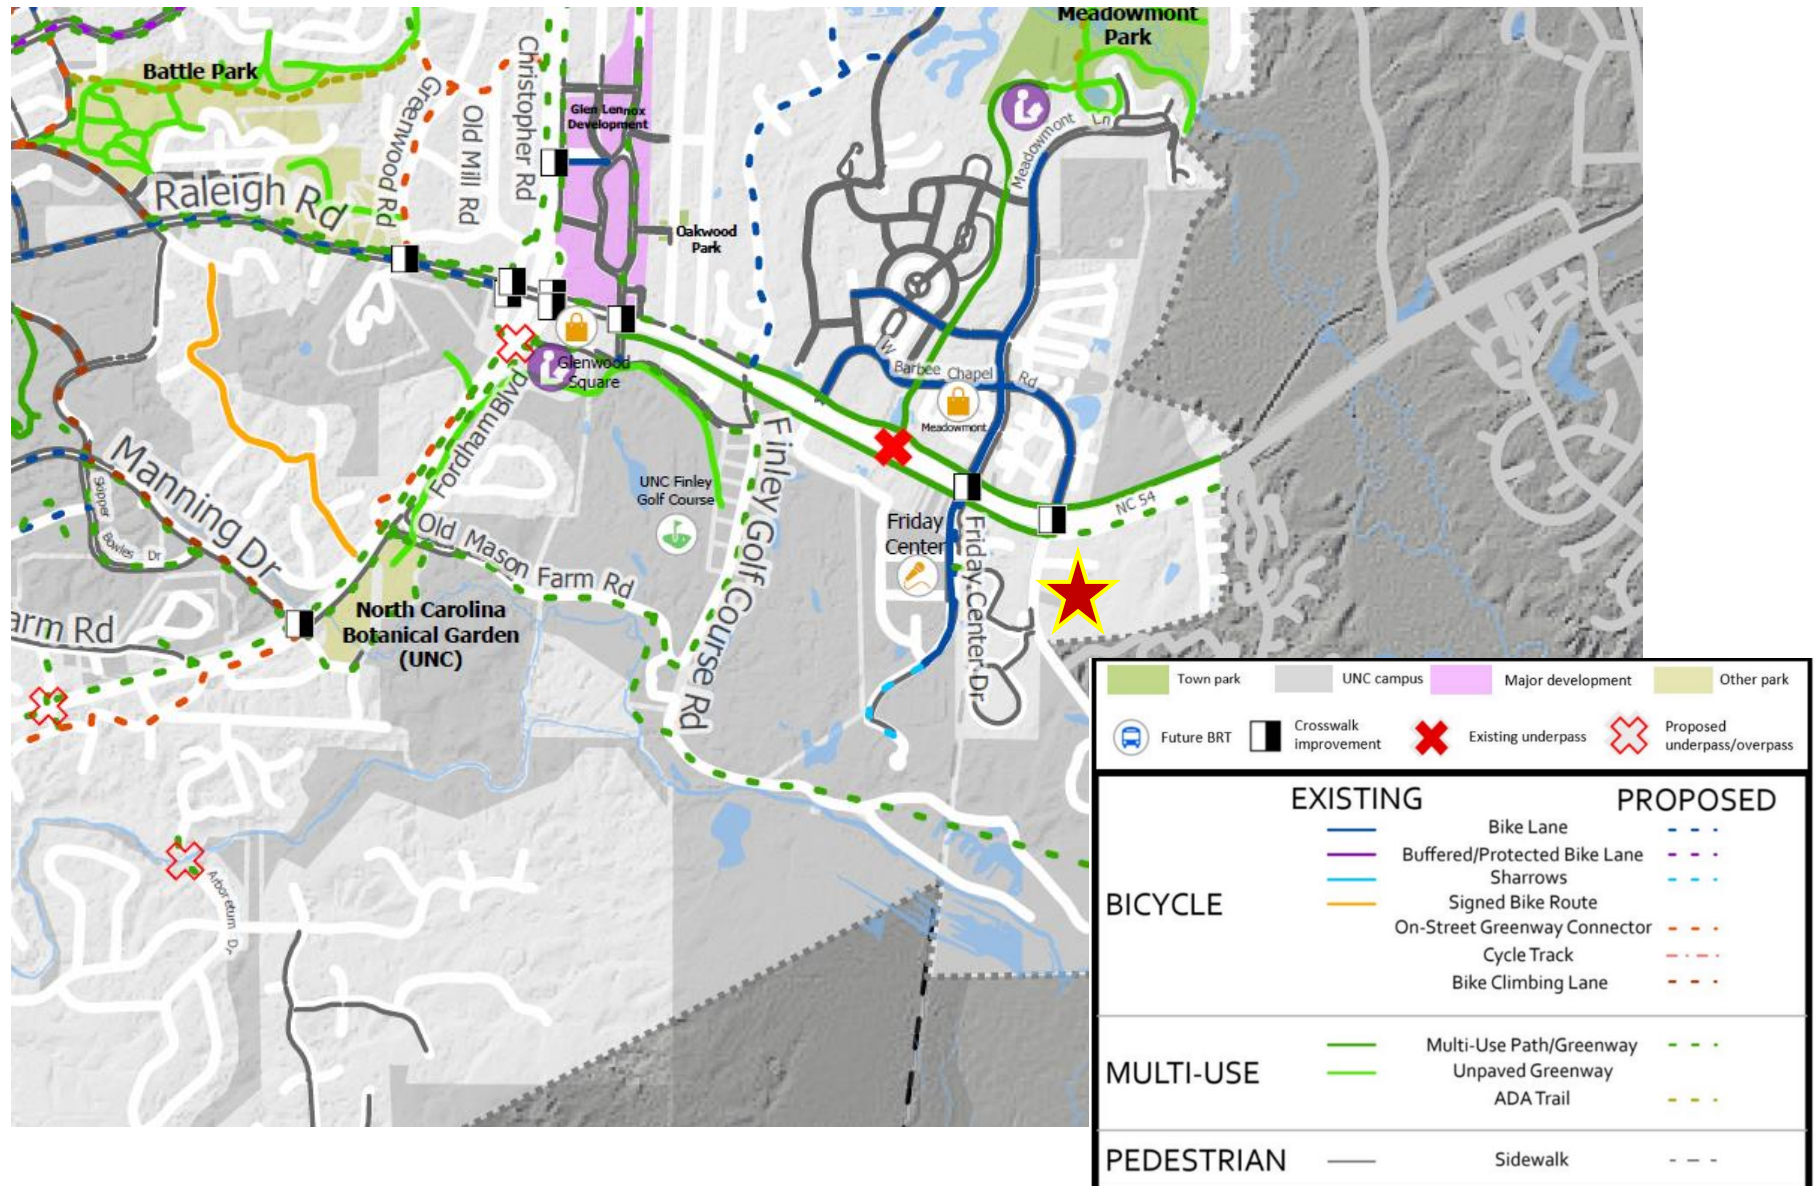 Meadowmont
Park
Battle Park
Christopher Rd
Greenwood Rd
Old Mill Rd
Glen Lennox
Development
Meadowmont Ln
Raleigh Rd
Oakwood
Park
W Barbee Chapel Rd
Glenwood
Square
Meadowmont
Fordham Blvd
Finley Golf Course Rd
Manning Dr
Skipper Bowles Dr
UNC Finley
Golf Course
NC 54
Friday
Center
Friday Center Dr
Old Mason Farm Rd
North Carolina
Botanical Garden
(UNC)
arm Rd
Arboretum Dr
Town park
UNC campus
Major development
Other park
Future BRT
Crosswalk
improvement
Existing underpass
Proposed
underpass/overpass
EXISTING PROPOSED
BICYCLE
Bike Lane
Buffered/Protected Bike Lane
Sharrows
Signed Bike Route
On-Street Greenway Connector
Cycle Track
Bike Climbing Lane
MULTI-USE
Multi-Use Path/Greenway
Unpaved Greenway
ADA Trail
PEDESTRIAN
Sidewalk